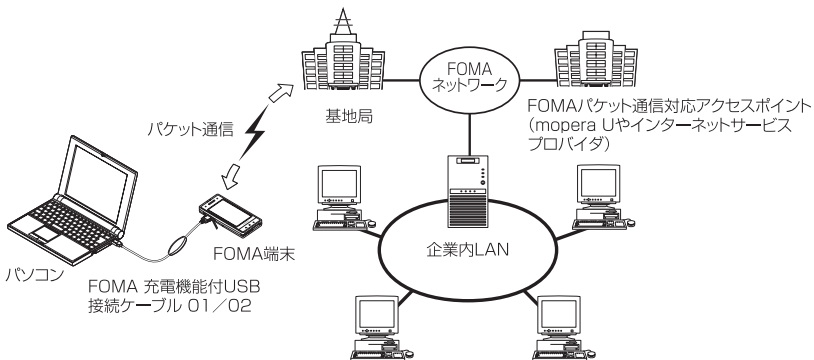 FOMA
ネットワーク
基地局
FOMAパケット通信対応アクセスポイント
(mopera Uやインターネットサービス
プロバイダ)
パケット通信
FOMA端末
パソコン
FOMA 充電機能付USB
接続ケーブル 01／02
企業内LAN